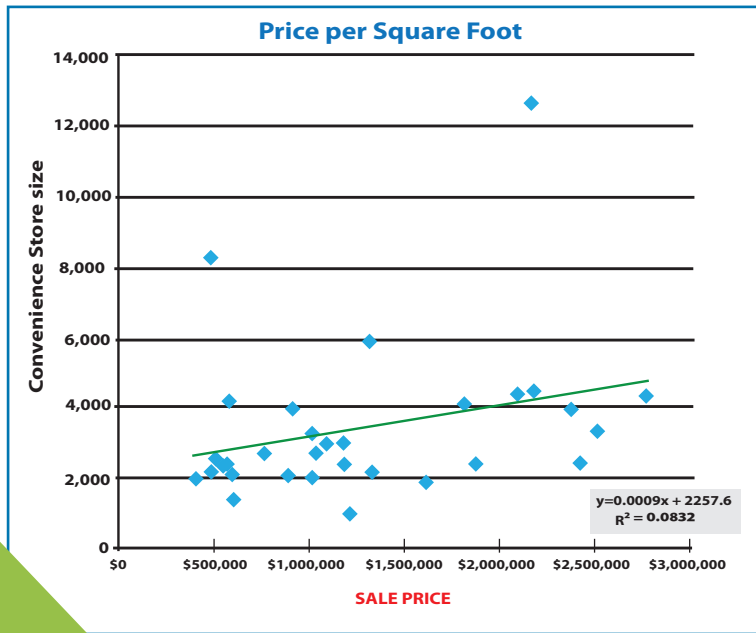 Price per Square Foot
Convenience Store size
14,000
12,000
10,000
8,000
6,000
4,000
2,000
0
$0 $500,000 $1,000,000 $1,500,000 $2,000,000 $2,500,000 $3,000,000
SALE PRICE
y=0.0009x + 2257.6
R² = 0.0832